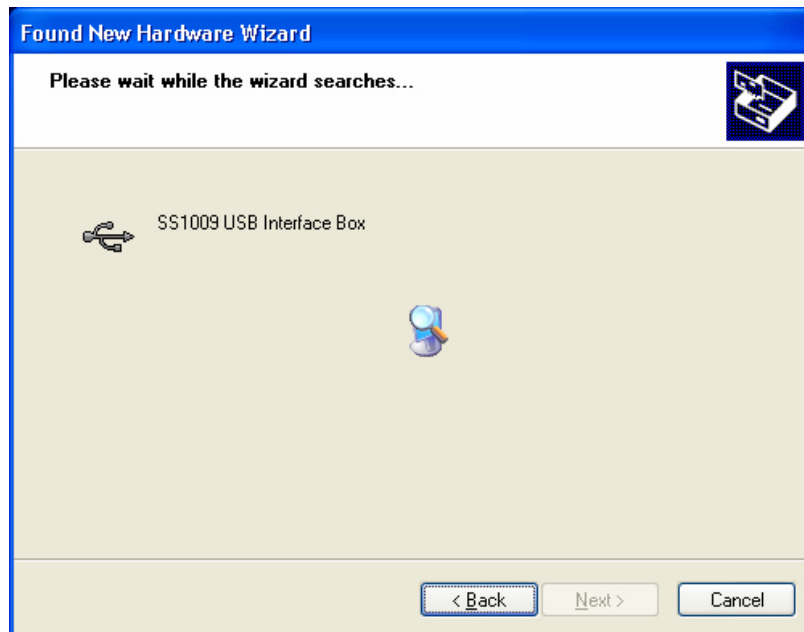 Found New Hardware Wizard
Please wait while the wizard searches...
SS1009 USB Interface Box
< Back
Next >
Cancel